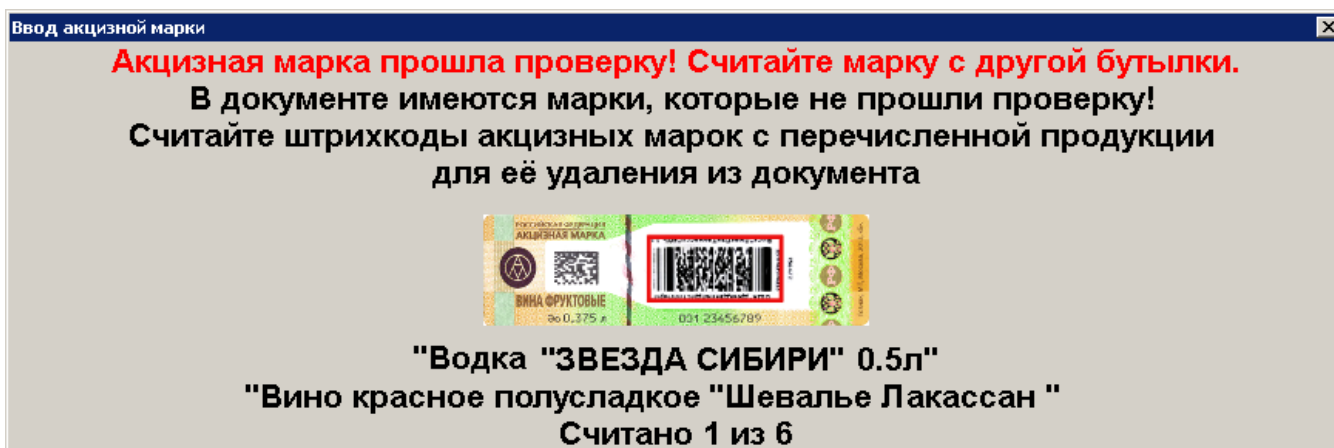 Ввод акцизной марки
Акцизная марка прошла проверку! Считайте марку с другой бутылки.
В документе имеются марки, которые не прошли проверку!
Считайте штрихкоды акцизных марок с перечисленной продукции
для её удаления из документа
РОССИЙСКАЯ ФЕДЕРАЦИЯ
АКЦИЗНАЯ МАРКА
ВИНА ФРУКТОВЫЕ
до 0,375 л
001 23456789
"Водка "ЗВЕЗДА СИБИРИ" 0.5л"
"Вино красное полусладкое "Шевалье Лакассан "
Считано 1 из 6